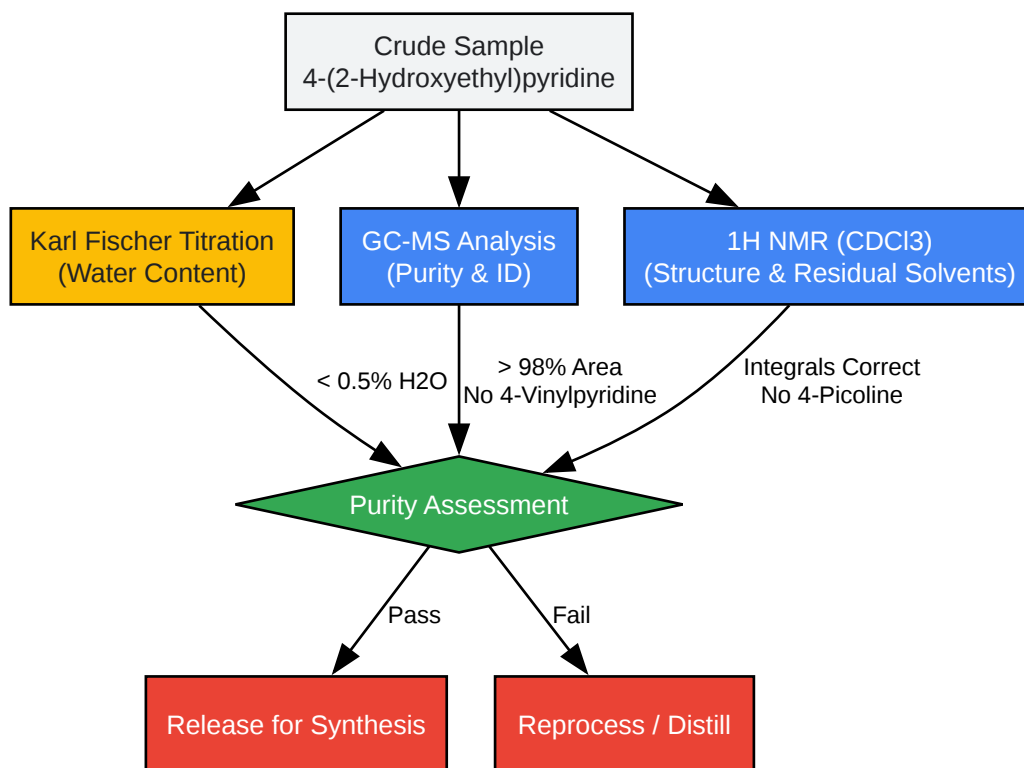 Crude Sample
4-(2-Hydroxyethyl)pyridine
Karl Fischer Titration
(Water Content)
GC-MS Analysis
(Purity & ID)
1H NMR (CDCl3)
(Structure & Residual Solvents)
< 0.5% H2O
> 98% Area
No 4-Vinylpyridine
Integrals Correct
No 4-Picoline
Purity Assessment
Pass
Fail
Release for Synthesis
Reprocess / Distill